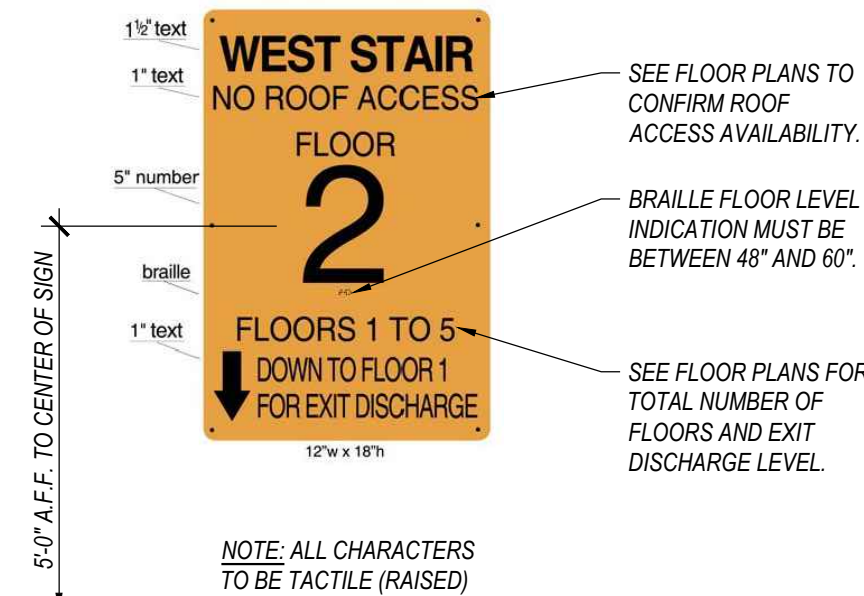 1½" text
WEST STAIR
1" text
NO ROOF ACCESS
SEE FLOOR PLANS TO
CONFIRM ROOF
ACCESS AVAILABILITY.
FLOOR
5" number
2
BRAILLE FLOOR LEVEL
INDICATION MUST BE
BETWEEN 48" AND 60".
braille
5'-0" A.F.F. TO CENTER OF SIGN
1" text
FLOORS 1 TO 5
DOWN TO FLOOR 1
FOR EXIT DISCHARGE
SEE FLOOR PLANS FOR
TOTAL NUMBER OF
FLOORS AND EXIT
DISCHARGE LEVEL.
12"w x 18"h
NOTE: ALL CHARACTERS
TO BE TACTILE (RAISED)